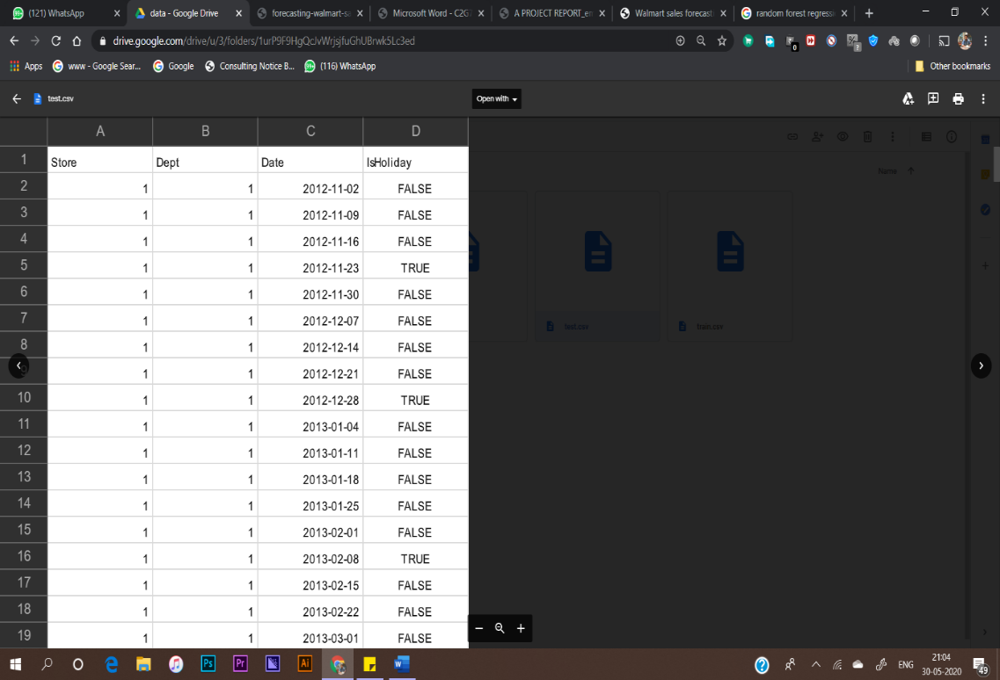 (121) WhatsApp
data - Google Drive
forecasting-walmart-sa
Microsoft Word - C2G
A PROJECT REPORT_en
Walmart sales forecast
random forest regress
drive.google.com/drive/u/3/folders/1urP9F9HgQcJvWrjsjfuGhUBrwk5Lc3ed
Apps
www - Google Sear...
Google
Consulting Notice B...
(116) WhatsApp
Other bookmarks
test.csv
Open with
A B C D
1 Store Dept Date IsHoliday
2 1 1 2012-11-02 FALSE
3 1 1 2012-11-09 FALSE
4 1 1 2012-11-16 FALSE
5 1 1 2012-11-23 TRUE
6 1 1 2012-11-30 FALSE
7 1 1 2012-12-07 FALSE
8 1 1 2012-12-14 FALSE
1 1 2012-12-21 FALSE
10 1 1 2012-12-28 TRUE
11 1 1 2013-01-04 FALSE
12 1 1 2013-01-11 FALSE
13 1 1 2013-01-18 FALSE
14 1 1 2013-01-25 FALSE
15 1 1 2013-02-01 FALSE
16 1 1 2013-02-08 TRUE
17 1 1 2013-02-15 FALSE
18 1 1 2013-02-22 FALSE
19 1 1 2013-03-01 FALSE
Name
test.csv
train.csv
Ps
Pr
Ai
W
ENG
21:04
30-05-2020
49